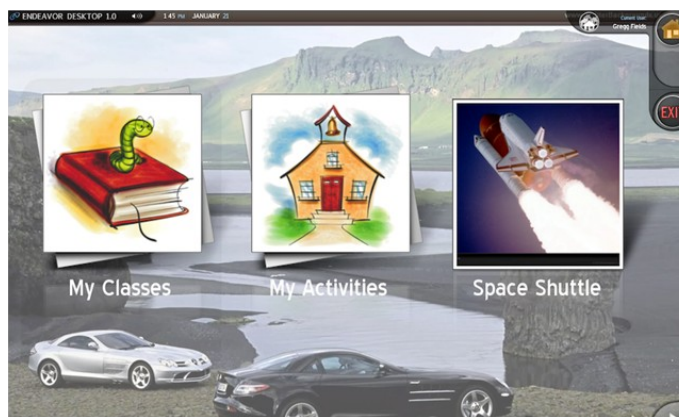 ENDEAVOR DESKTOP 1.0 1 45 PM JANUARY 25
Current User
Gregg Fields
EXI
My Classes My Activities Space Shuttle